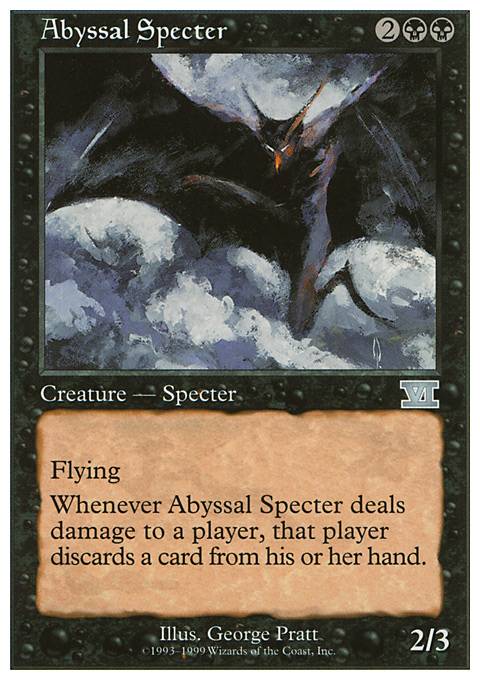 Abyssal Specter 2
Creature — Specter VI
Flying
Whenever Abyssal Specter deals
damage to a player, that player
discards a card from his or her hand.
Illus. George Pratt
©1993–1999 Wizards of the Coast, Inc.
2/3